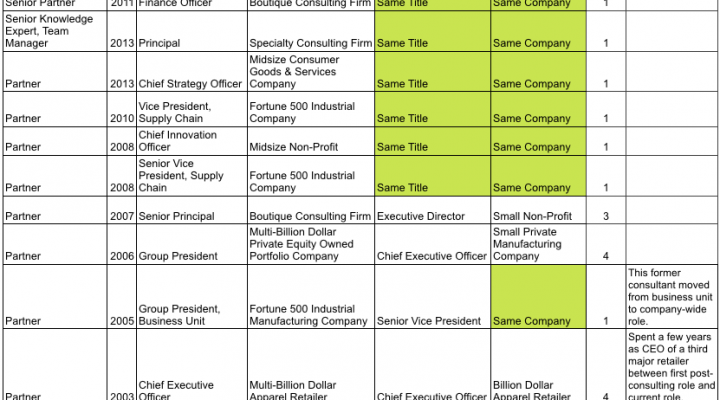 Senior Partner 2011 Finance Officer Boutique Consulting Firm Same Title Same Company 1
Senior Knowledge
Expert, Team
Manager 2013 Principal Specialty Consulting Firm Same Title Same Company 1
Midsize Consumer
Goods & Services
Partner 2013 Chief Strategy Officer Company Same Title Same Company 1
Vice President, Fortune 500 Industrial
Partner 2010 Supply Chain Company Same Title Same Company 1
Chief Innovation
Partner 2008 Officer Midsize Non-Profit Same Title Same Company 1
Senior Vice
President, Supply Fortune 500 Industrial
Partner 2008 Chain Company Same Title Same Company 1
Partner 2007 Senior Principal Boutique Consulting Firm Executive Director Small Non-Profit 3
Multi-Billion Dollar Small Private
Private Equity Owned Manufacturing
Partner 2006 Group President Portfolio Company Chief Executive Officer Company 4
This former
consultant moved
from business unit
Group President, Fortune 500 Industrial to company-wide
Partner 2005 Business Unit Manufacturing Company Senior Vice President Same Company 1 role.
Spent a few years
as CEO of a third
major retailer
between first post-
Chief Executive Multi-Billion Dollar Billion Dollar consulting role and
Partner 2003 Officer Apparel Retailer Chief Executive Officer Apparel Retailer 4 current role.